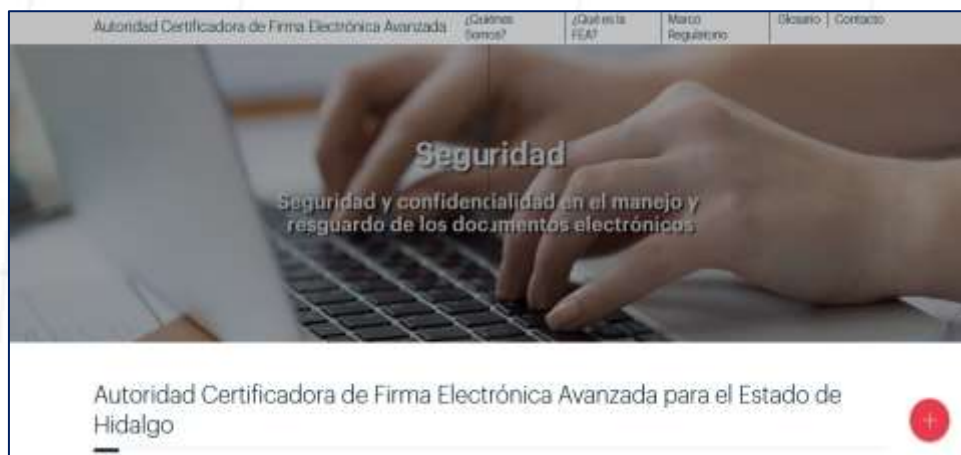 Autoridad Certificadora de Firma Electrónica Avanzada
¿Quiénes
Somos?
¿Qué es la
FEA?
Marco
Regulatorio
Glosario
Contacto
Seguridad
Seguridad y confidencialidad en el manejo y
resguardo de los documentos electrónicos
Autoridad Certificadora de Firma Electrónica Avanzada para el Estado de
Hidalgo